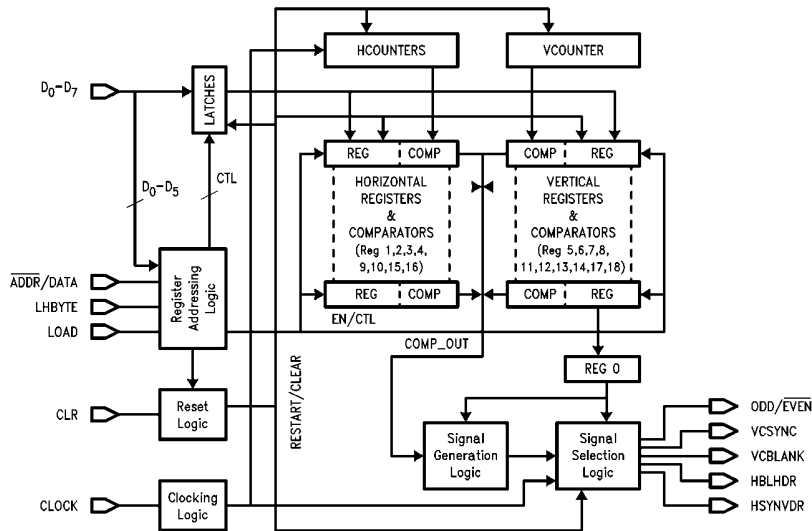 HCOUNTERS
VCOUNTER
D0–D7
LATCHES
REG
COMP
COMP
REG
D0–D5
CTL
HORIZONTAL
REGISTERS
&
COMPARATORS
(Reg 1,2,3,4,
9,10,15,16)
VERTICAL
REGISTERS
&
COMPARATORS
(Reg 5,6,7,8,
11,12,13,14,17,18)
A̅D̅D̅R̅/DATA
LHBYTE
LOAD
Register
Addressing
Logic
REG
COMP
COMP
REG
EN/CTL
COMP_OUT
REG 0
RESTART/CLEAR
CLR
Reset
Logic
Signal
Generation
Logic
Signal
Selection
Logic
ODD/E̅V̅E̅N̅
VCSYNC
VCBLANK
HBLHDR
HSYNVDR
CLOCK
Clocking
Logic